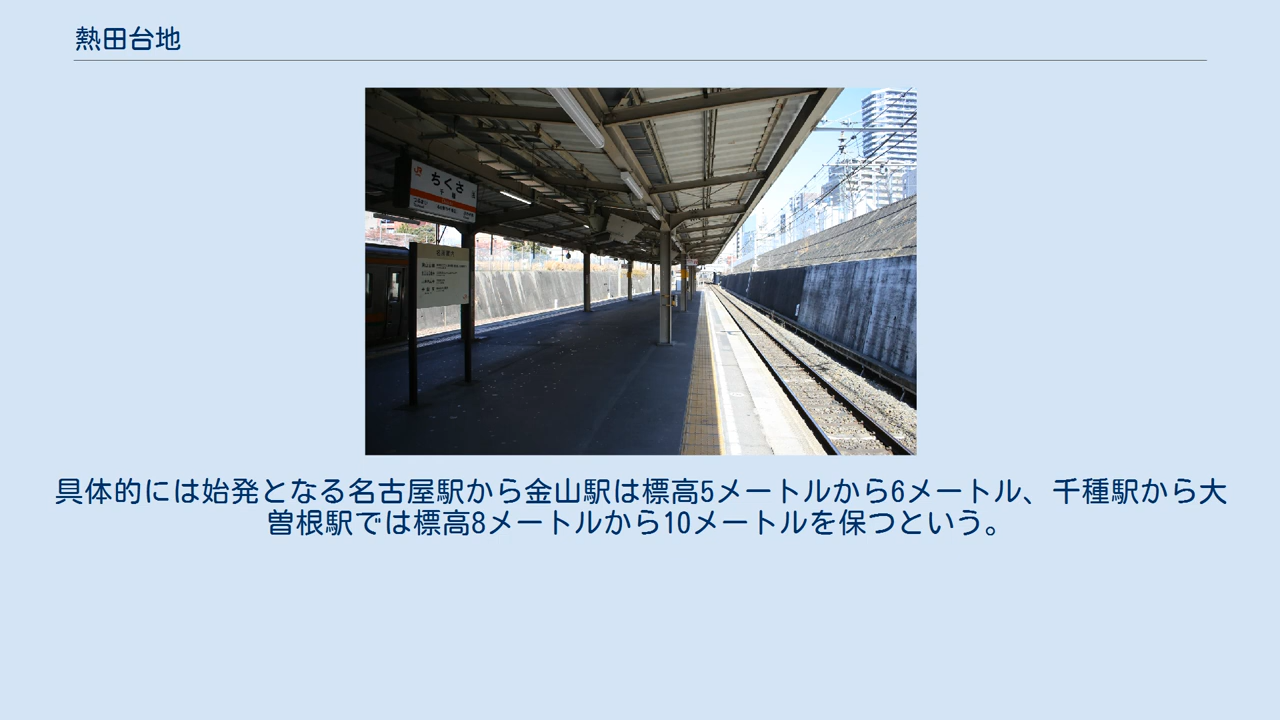 熱田台地
ちくさ
千種
具体的には始発となる名古屋駅から金山駅は標高5メートルから6メートル、千種駅から大
曽根駅では標高8メートルから10メートルを保つという。